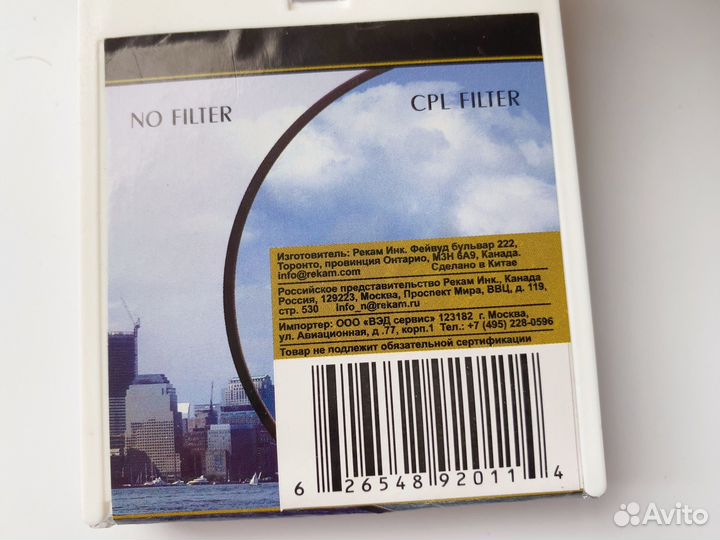 NO FILTER
CPL FILTER
Изготовитель: Рекам Инк. Фейвуд бульвар 222,
Торонто, провинция Онтарио, M3H 6A9, Канада.
info@rekam.com Сделано в Китае
Российское представительство Рекам Инк., Канада
Россия, 129223, Москва, Проспект Мира, ВВЦ, д. 119,
стр. 530 info_n@rekam.ru
Импортер: ООО «ВЭД сервис» 123182 г. Москва,
ул. Авиационная, д .77, корп.1 Тел.: +7 (495) 228-0596
Товар не подлежит обязательной сертификации
6 26548 92011 4
Avito